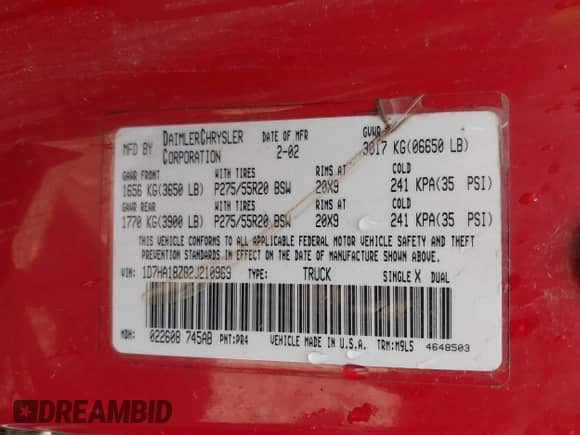 MFD BY DAIMLERCHRYSLER CORPORATION DATE OF MFR 2-02 GVWR 3017 KG(06650 LB)
GAWR FRONT WITH TIRES RIMS AT COLD
1656 KG(3650 LB) P275/55R20 BSW 20X9 241 KPA(35 PSI)
GAWR REAR WITH TIRES RIMS AT COLD
1770 KG(3900 LB) P275/55R20 BSW 20X9 241 KPA(35 PSI)
THIS VEHICLE CONFORMS TO ALL APPLICABLE FEDERAL MOTOR VEHICLE SAFETY AND THEFT
PREVENTION STANDARDS IN EFFECT ON THE DATE OF MANUFACTURE SHOWN ABOVE.
VIN: 1D7HA18Z82J210969 TYPE: TRUCK SINGLE X DUAL
MDH: 022608 745AB PNT:PR4 VEHICLE MADE IN U.S.A. TRM:M9L5 4648503
DREAMBID